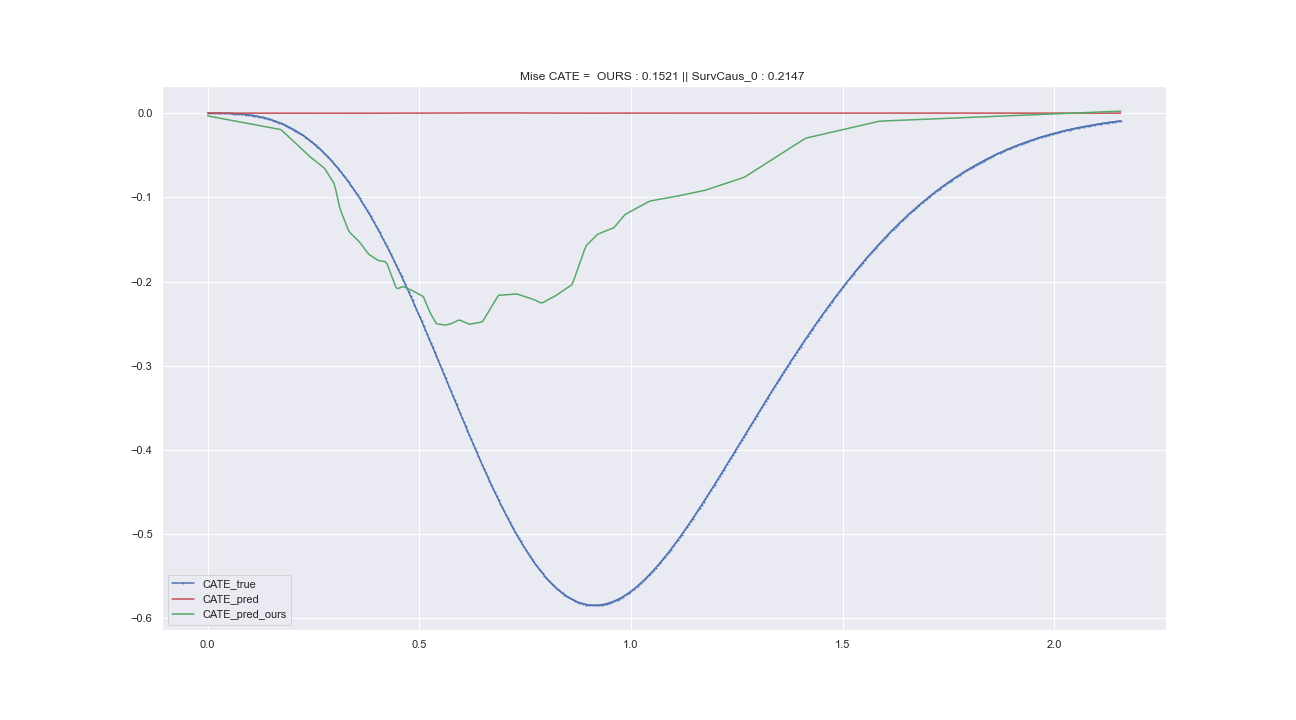 Mise CATE =  OURS : 0.1521 || SurvCaus_0 : 0.2147
0.0
−0.1
−0.2
−0.3
−0.4
−0.5
−0.6
CATE_true
CATE_pred
CATE_pred_ours
0.0 0.5 1.0 1.5 2.0